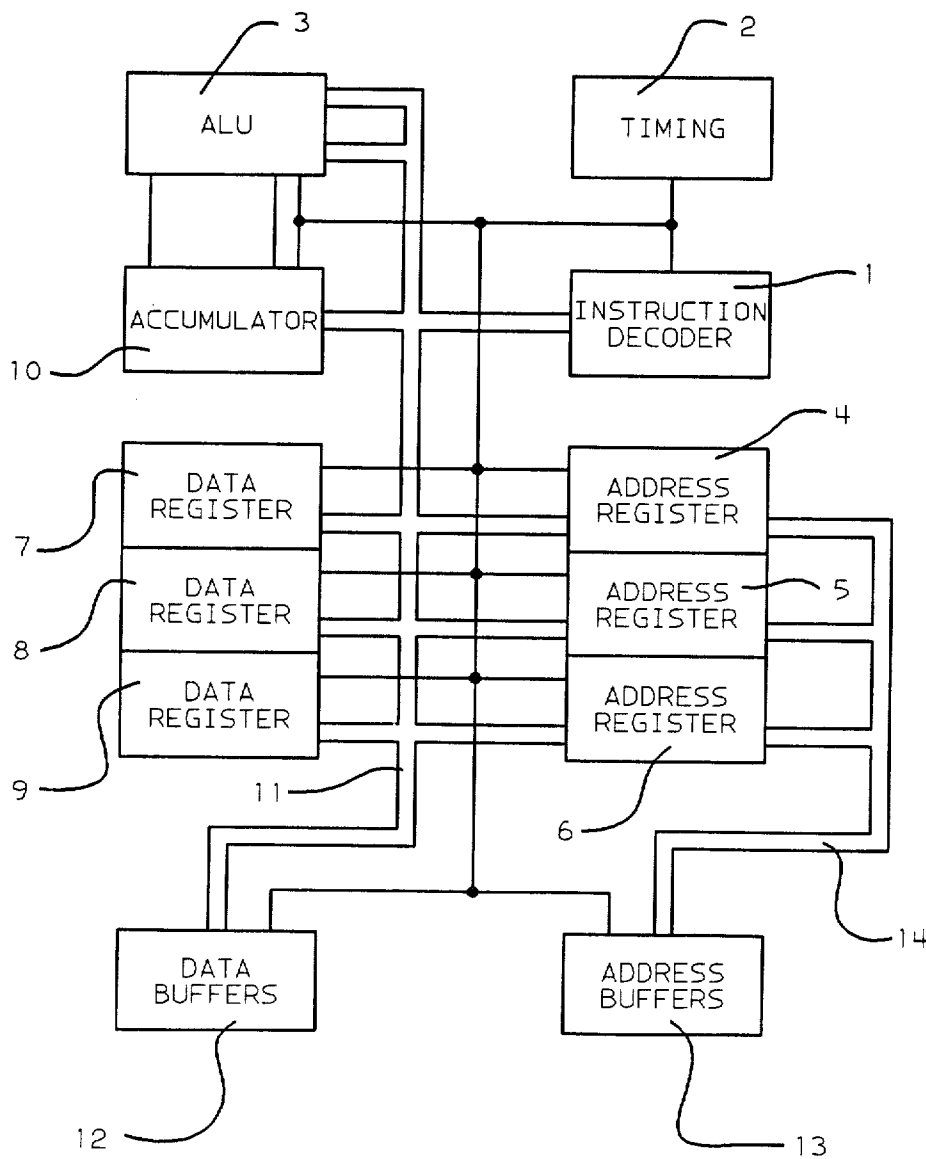 3
2
ALU
TIMING
1
ACCUMULATOR
INSTRUCTION
DECODER
10
4
7
DATA
REGISTER
ADDRESS
REGISTER
8
DATA
REGISTER
ADDRESS
REGISTER
5
9
DATA
REGISTER
ADDRESS
REGISTER
11
6
14
DATA
BUFFERS
ADDRESS
BUFFERS
12
13